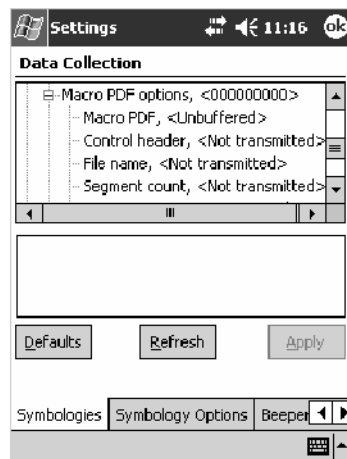 Settings 11:16 ok
Data Collection
Macro PDF options, <000000000>
Macro PDF, <Unbuffered>
Control header, <Not transmitted>
File name, <Not transmitted>
Segment count, <Not transmitted>
Defaults Refresh Apply
Symbologies Symbology Options Beeper